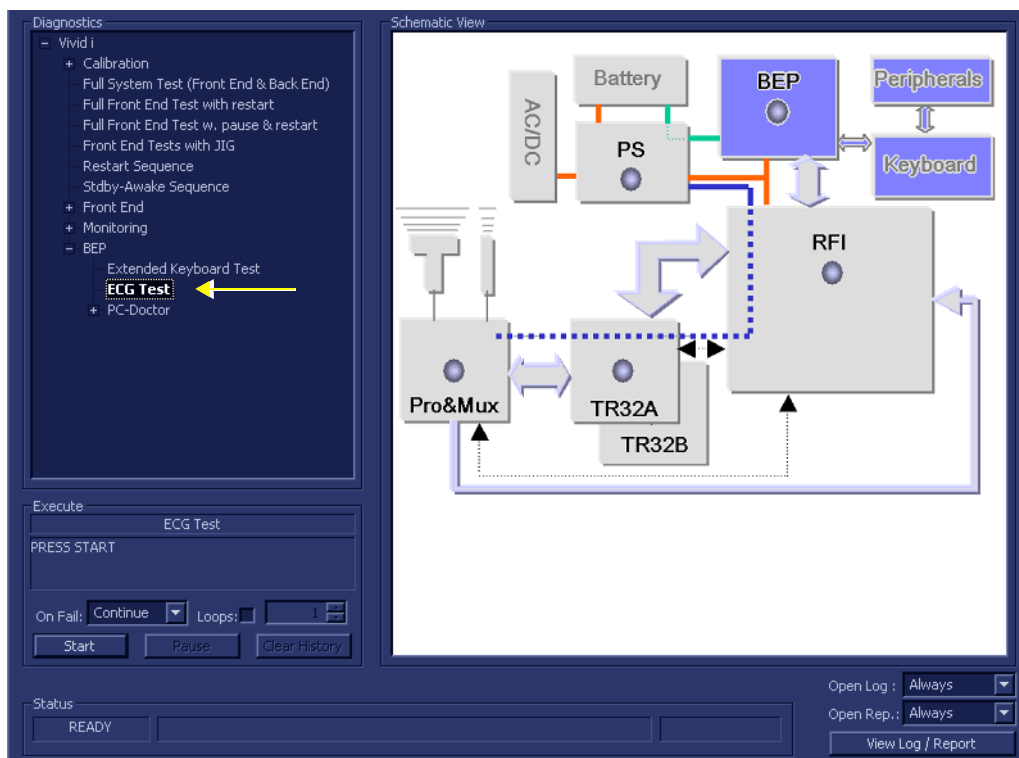 Diagnostics
Vivid i
Calibration
Full System Test (Front End & Back End)
Full Front End Test with restart
Full Front End Test w. pause & restart
Front End Tests with JIG
Restart Sequence
Stdby-Awake Sequence
Front End
Monitoring
BEP
Extended Keyboard Test
ECG Test
PC-Doctor
Execute
ECG Test
PRESS START
On Fail: Continue Loops: 1
Start Pause Clear History
Schematic View
Battery
BEP
Peripherals
AC/DC
PS
Keyboard
RFI
Pro&Mux
TR32A
TR32B
Status
READY
Open Log : Always
Open Rep.: Always
View Log / Report